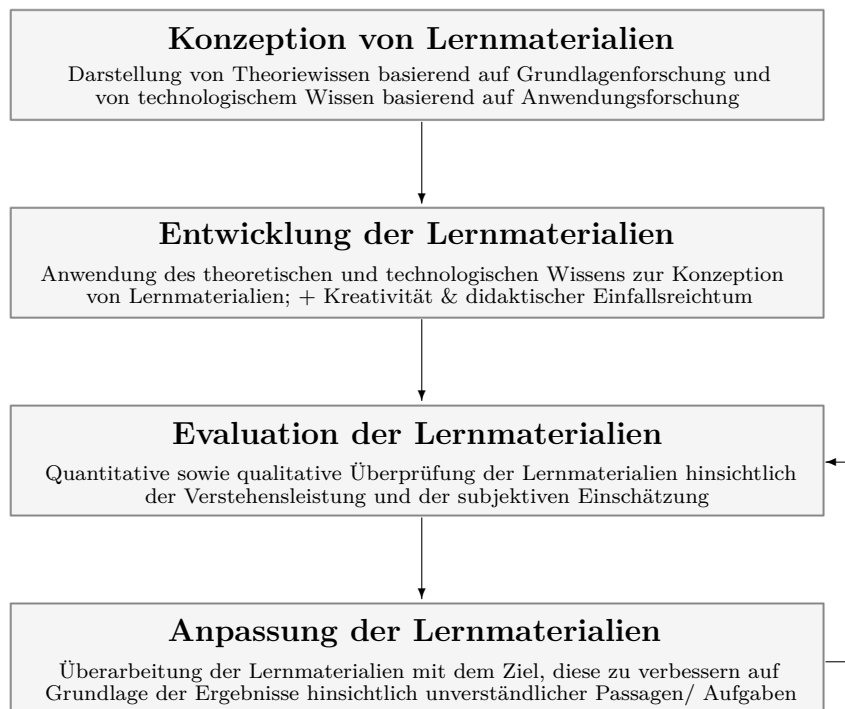 Konzeption von Lernmaterialien
Darstellung von Theoriewissen basierend auf Grundlagenforschung und
von technologischem Wissen basierend auf Anwendungsforschung
Entwicklung der Lernmaterialien
Anwendung des theoretischen und technologischen Wissens zur Konzeption
von Lernmaterialien; + Kreativität & didaktischer Einfallsreichtum
Evaluation der Lernmaterialien
Quantitative sowie qualitative Überprüfung der Lernmaterialien hinsichtlich
der Verstehensleistung und der subjektiven Einschätzung
Anpassung der Lernmaterialien
Überarbeitung der Lernmaterialien mit dem Ziel, diese zu verbessern auf
Grundlage der Ergebnisse hinsichtlich unverständlicher Passagen/ Aufgaben